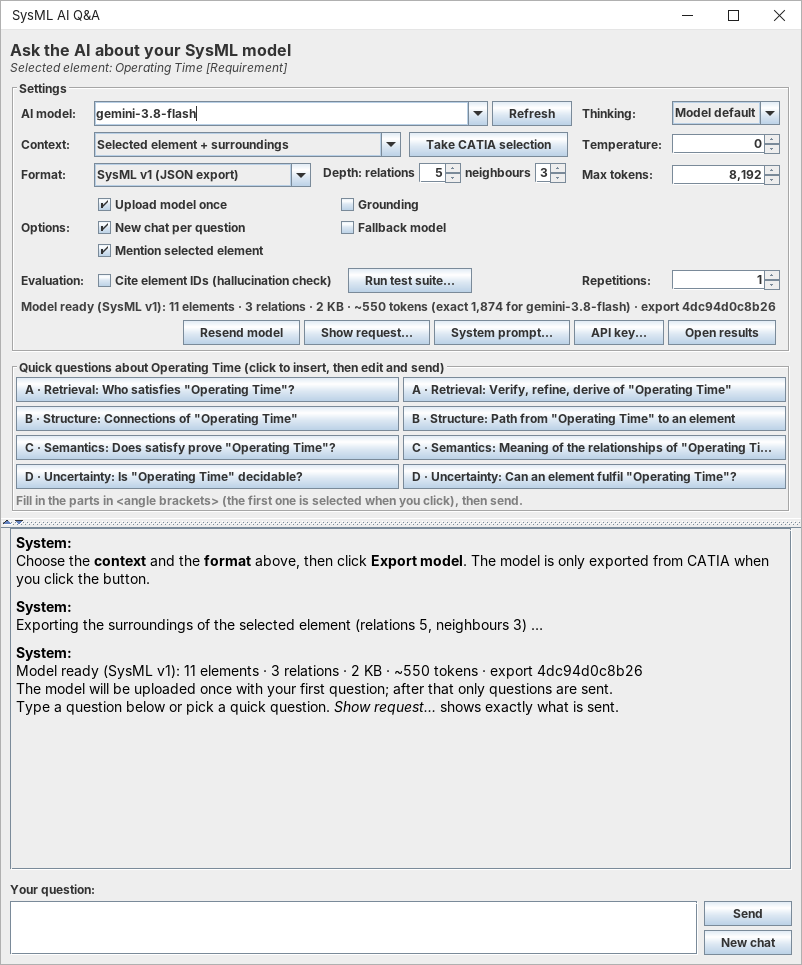 SysML AI Q&A
Ask the AI about your SysML model
Selected element: Operating Time [Requirement]
Settings
AI model: gemini-3.8-flash Refresh Thinking: Model default
Context: Selected element + surroundings Take CATIA selection Temperature: 0
Format: SysML v1 (JSON export) Depth: relations 5 neighbours 3 Max tokens: 8,192
Upload model once Grounding
Options: New chat per question Fallback model
Mention selected element
Evaluation: Cite element IDs (hallucination check) Run test suite... Repetitions: 1
Model ready (SysML v1): 11 elements · 3 relations · 2 KB · ~550 tokens (exact 1,874 for gemini-3.8-flash) · export 4dc94d0c8b26
Resend model Show request... System prompt... API key... Open results
Quick questions about Operating Time (click to insert, then edit and send)
A · Retrieval: Who satisfies "Operating Time"? A · Retrieval: Verify, refine, derive of "Operating Time"
B · Structure: Connections of "Operating Time" B · Structure: Path from "Operating Time" to an element
C · Semantics: Does satisfy prove "Operating Time"? C · Semantics: Meaning of the relationships of "Operating Ti...
D · Uncertainty: Is "Operating Time" decidable? D · Uncertainty: Can an element fulfil "Operating Time"?
Fill in the parts in <angle brackets> (the first one is selected when you click), then send.
System:
Choose the context and the format above, then click Export model. The model is only exported from CATIA when
you click the button.
System:
Exporting the surroundings of the selected element (relations 5, neighbours 3) ...
System:
Model ready (SysML v1): 11 elements · 3 relations · 2 KB · ~550 tokens · export 4dc94d0c8b26
The model will be uploaded once with your first question; after that only questions are sent.
Type a question below or pick a quick question. Show request... shows exactly what is sent.
Your question:
Send
New chat